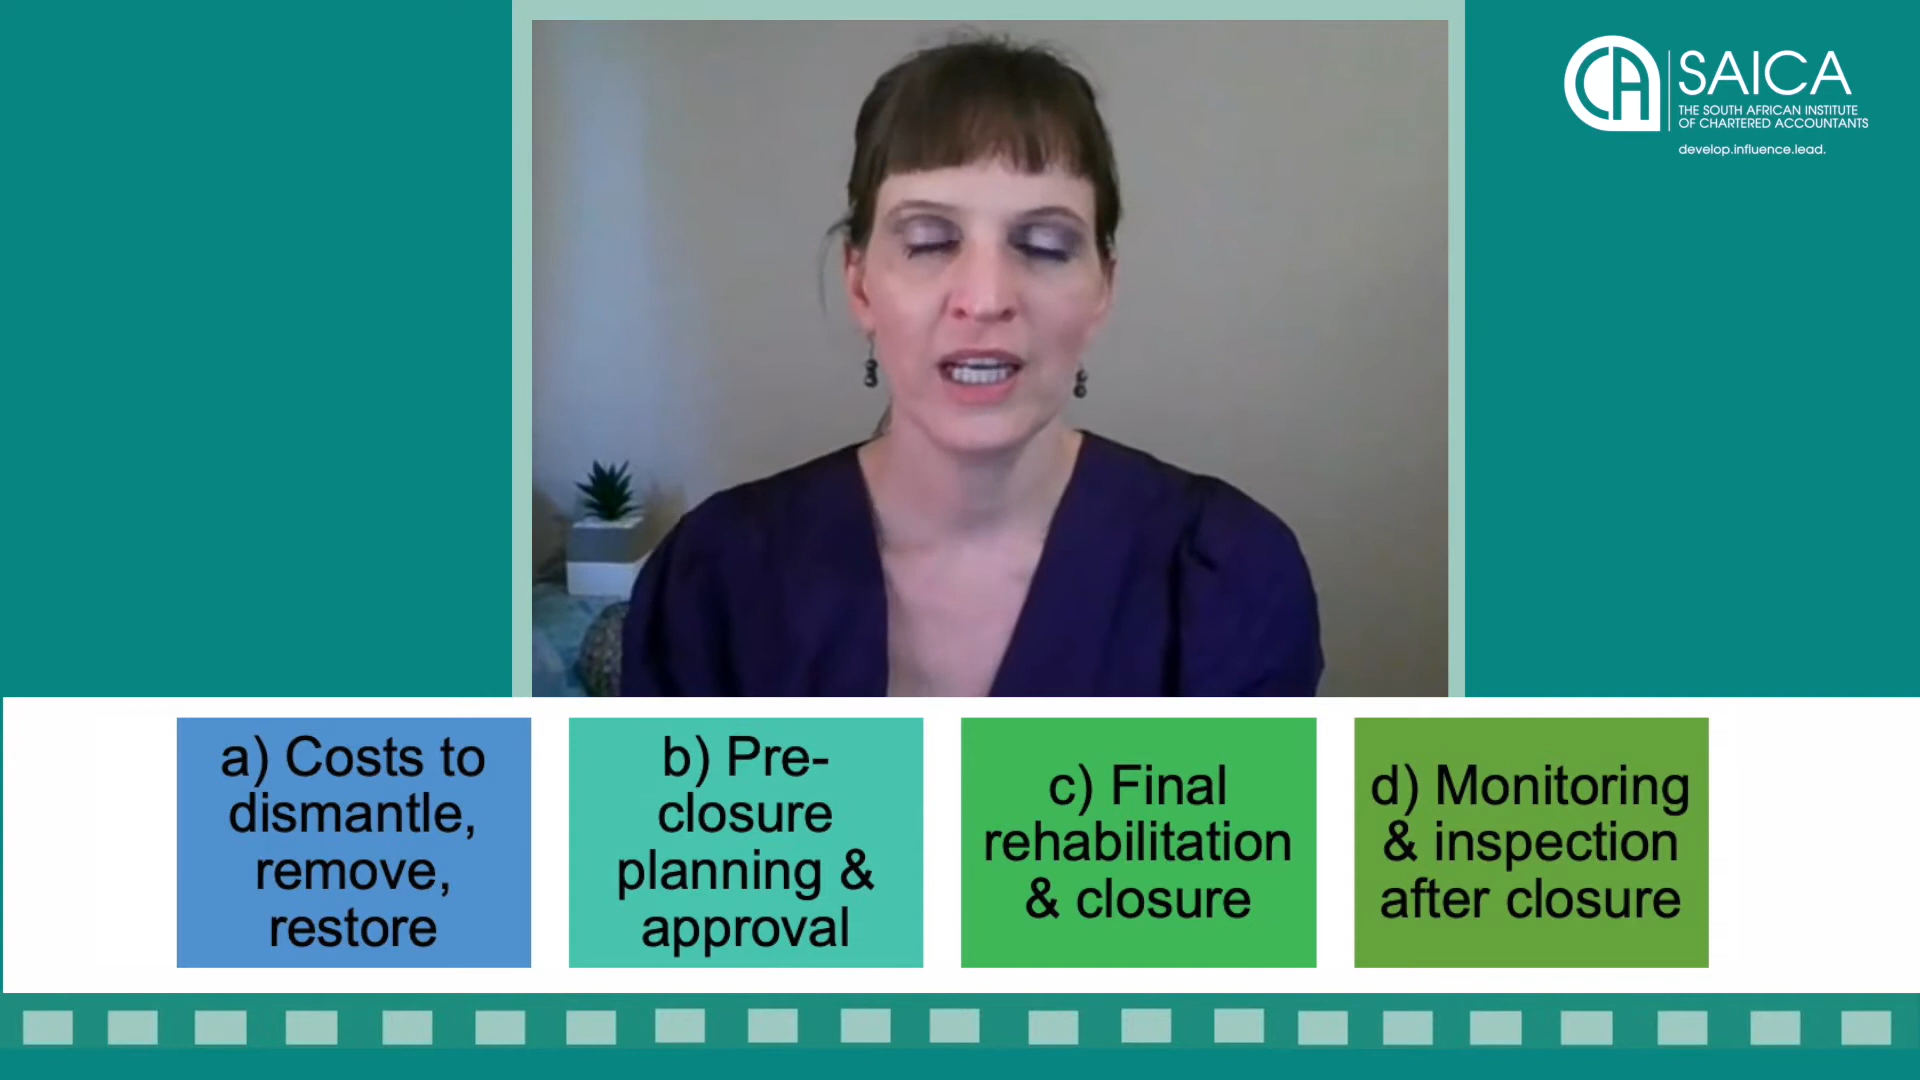 SAICA
THE SOUTH AFRICAN INSTITUTE
OF CHARTERED ACCOUNTANTS
develop.influence.lead.
a) Costs to
dismantle,
remove,
restore
b) Pre-
closure
planning &
approval
c) Final
rehabilitation
& closure
d) Monitoring
& inspection
after closure